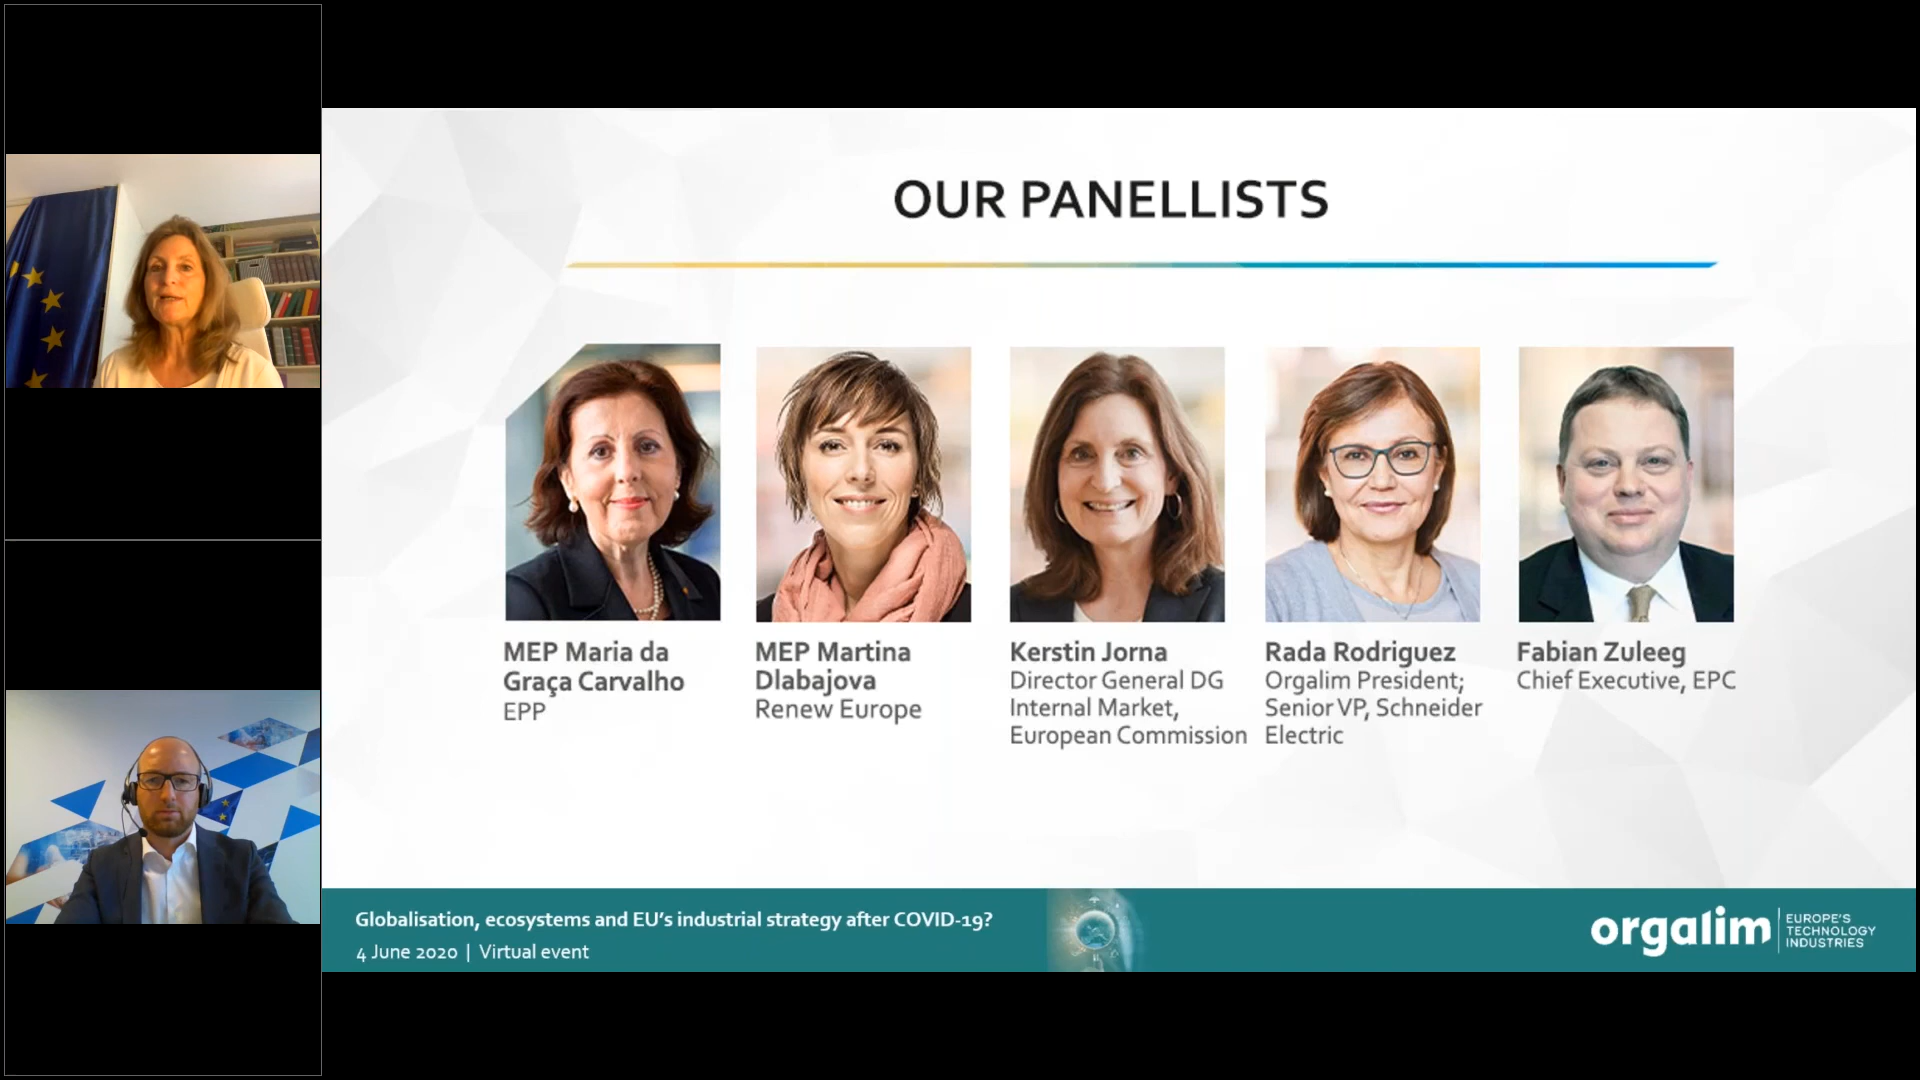 OUR PANELLISTS
MEP Maria da
Graça Carvalho
EPP
MEP Martina
Dlabajova
Renew Europe
Kerstin Jorna
Director General DG
Internal Market,
European Commission
Rada Rodriguez
Orgalim President;
Senior VP, Schneider
Electric
Fabian Zuleeg
Chief Executive, EPC
Globalisation, ecosystems and EU's industrial strategy after COVID-19?
4 June 2020 | Virtual event
orgalim
EUROPE'S
TECHNOLOGY
INDUSTRIES